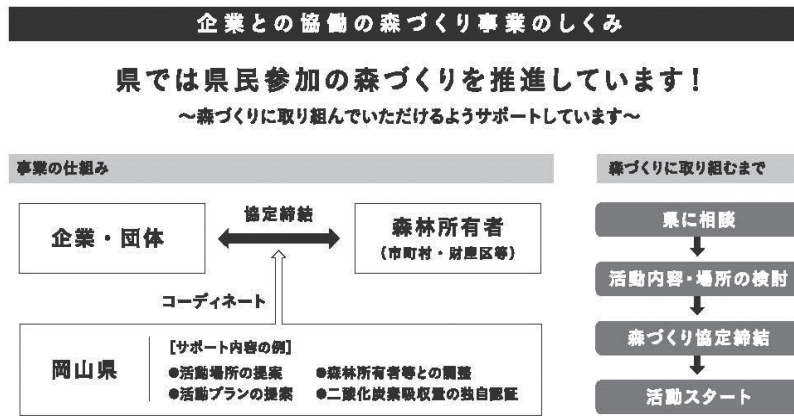 企業との協働の森づくり事業のしくみ
県では県民参加の森づくりを推進しています!
～森づくりに取り組んでいただけるようサポートしています～
事業の仕組み
企業・団体
協定締結
森林所有者
(市町村・財産区等)
コーディネート
岡山県
[サポート内容の例]
●活動場所の提案 ●森林所有者等との調整
●活動プランの提案 ●二酸化炭素吸収量の独自認証
森づくりに取り組むまで
県に相談
活動内容・場所の検討
森づくり協定締結
活動スタート